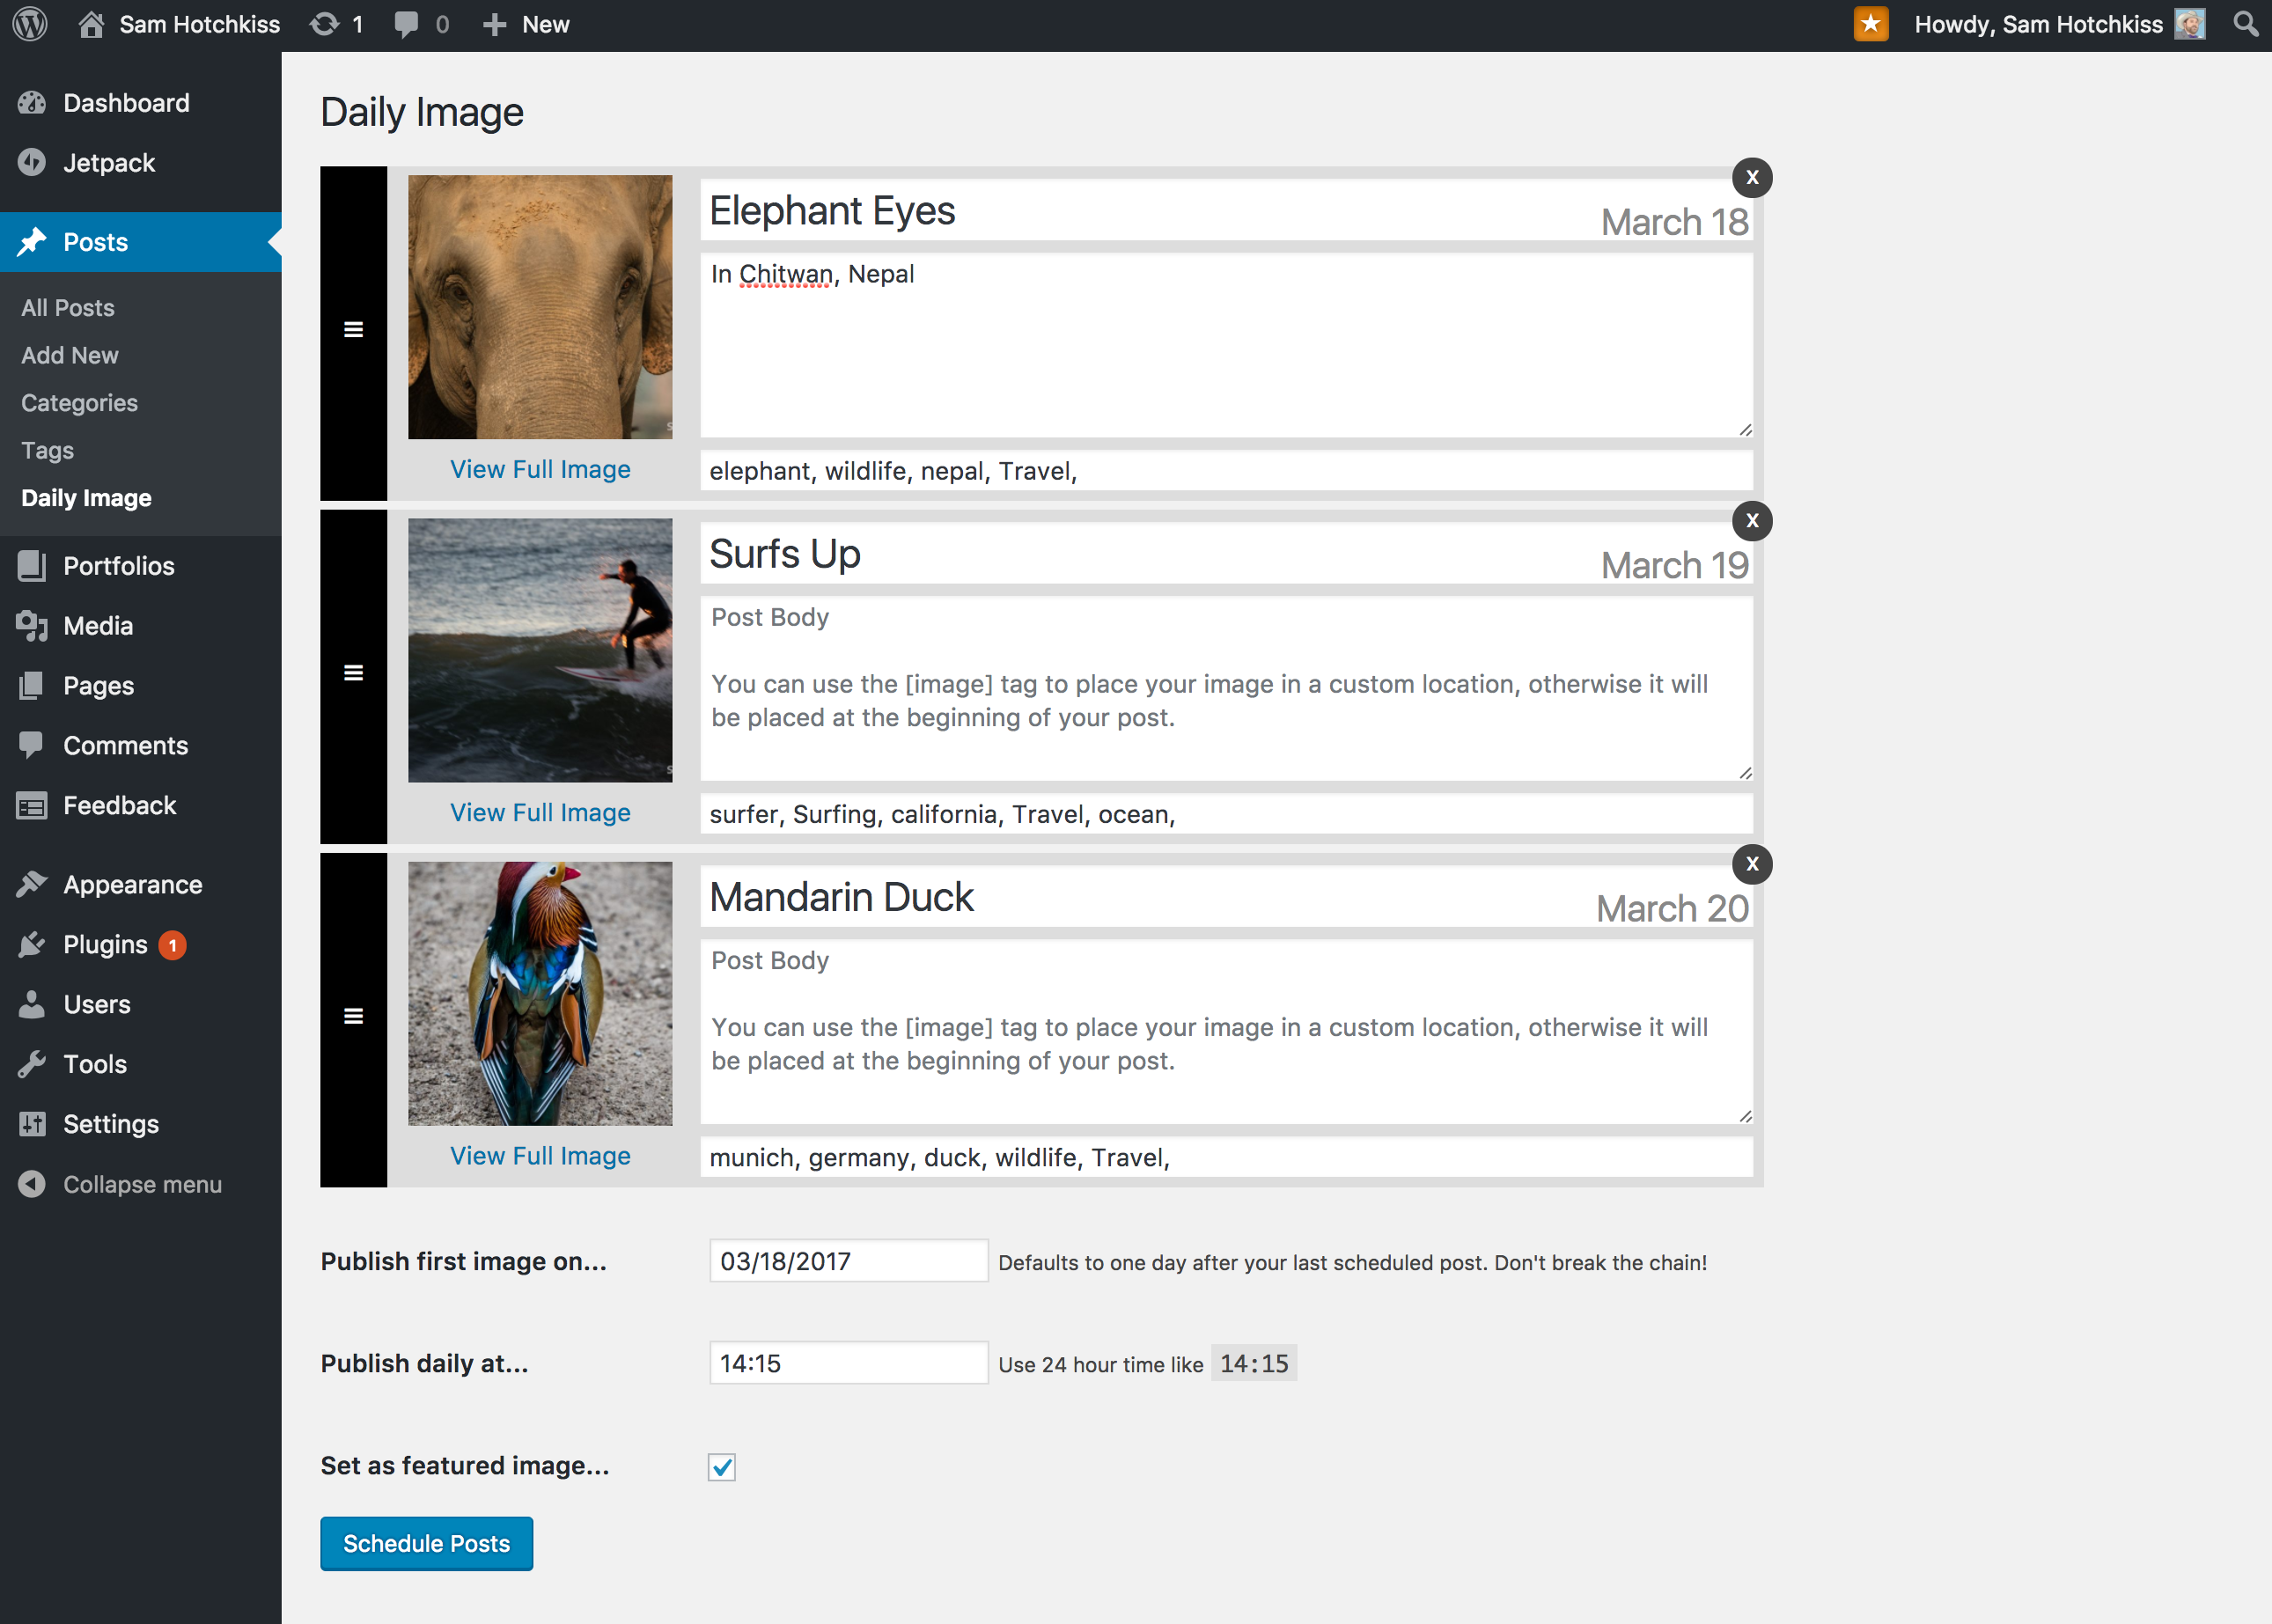 Sam Hotchkiss 1 0 New Howdy, Sam Hotchkiss
Dashboard
Jetpack
Posts
All Posts
Add New
Categories
Tags
Daily Image
Portfolios
Media
Pages
Comments
Feedback
Appearance
Plugins 1
Users
Tools
Settings
Collapse menu
Daily Image
X
Elephant Eyes March 18
In Chitwan, Nepal
View Full Image
elephant, wildlife, nepal, Travel,
X
Surfs Up March 19
Post Body
You can use the [image] tag to place your image in a custom location, otherwise it will
be placed at the beginning of your post.
View Full Image
surfer, Surfing, california, Travel, ocean,
X
Mandarin Duck March 20
Post Body
You can use the [image] tag to place your image in a custom location, otherwise it will
be placed at the beginning of your post.
View Full Image
munich, germany, duck, wildlife, Travel,
Publish first image on... 03/18/2017 Defaults to one day after your last scheduled post. Don't break the chain!
Publish daily at... 14:15 Use 24 hour time like 14:15
Set as featured image...
Schedule Posts